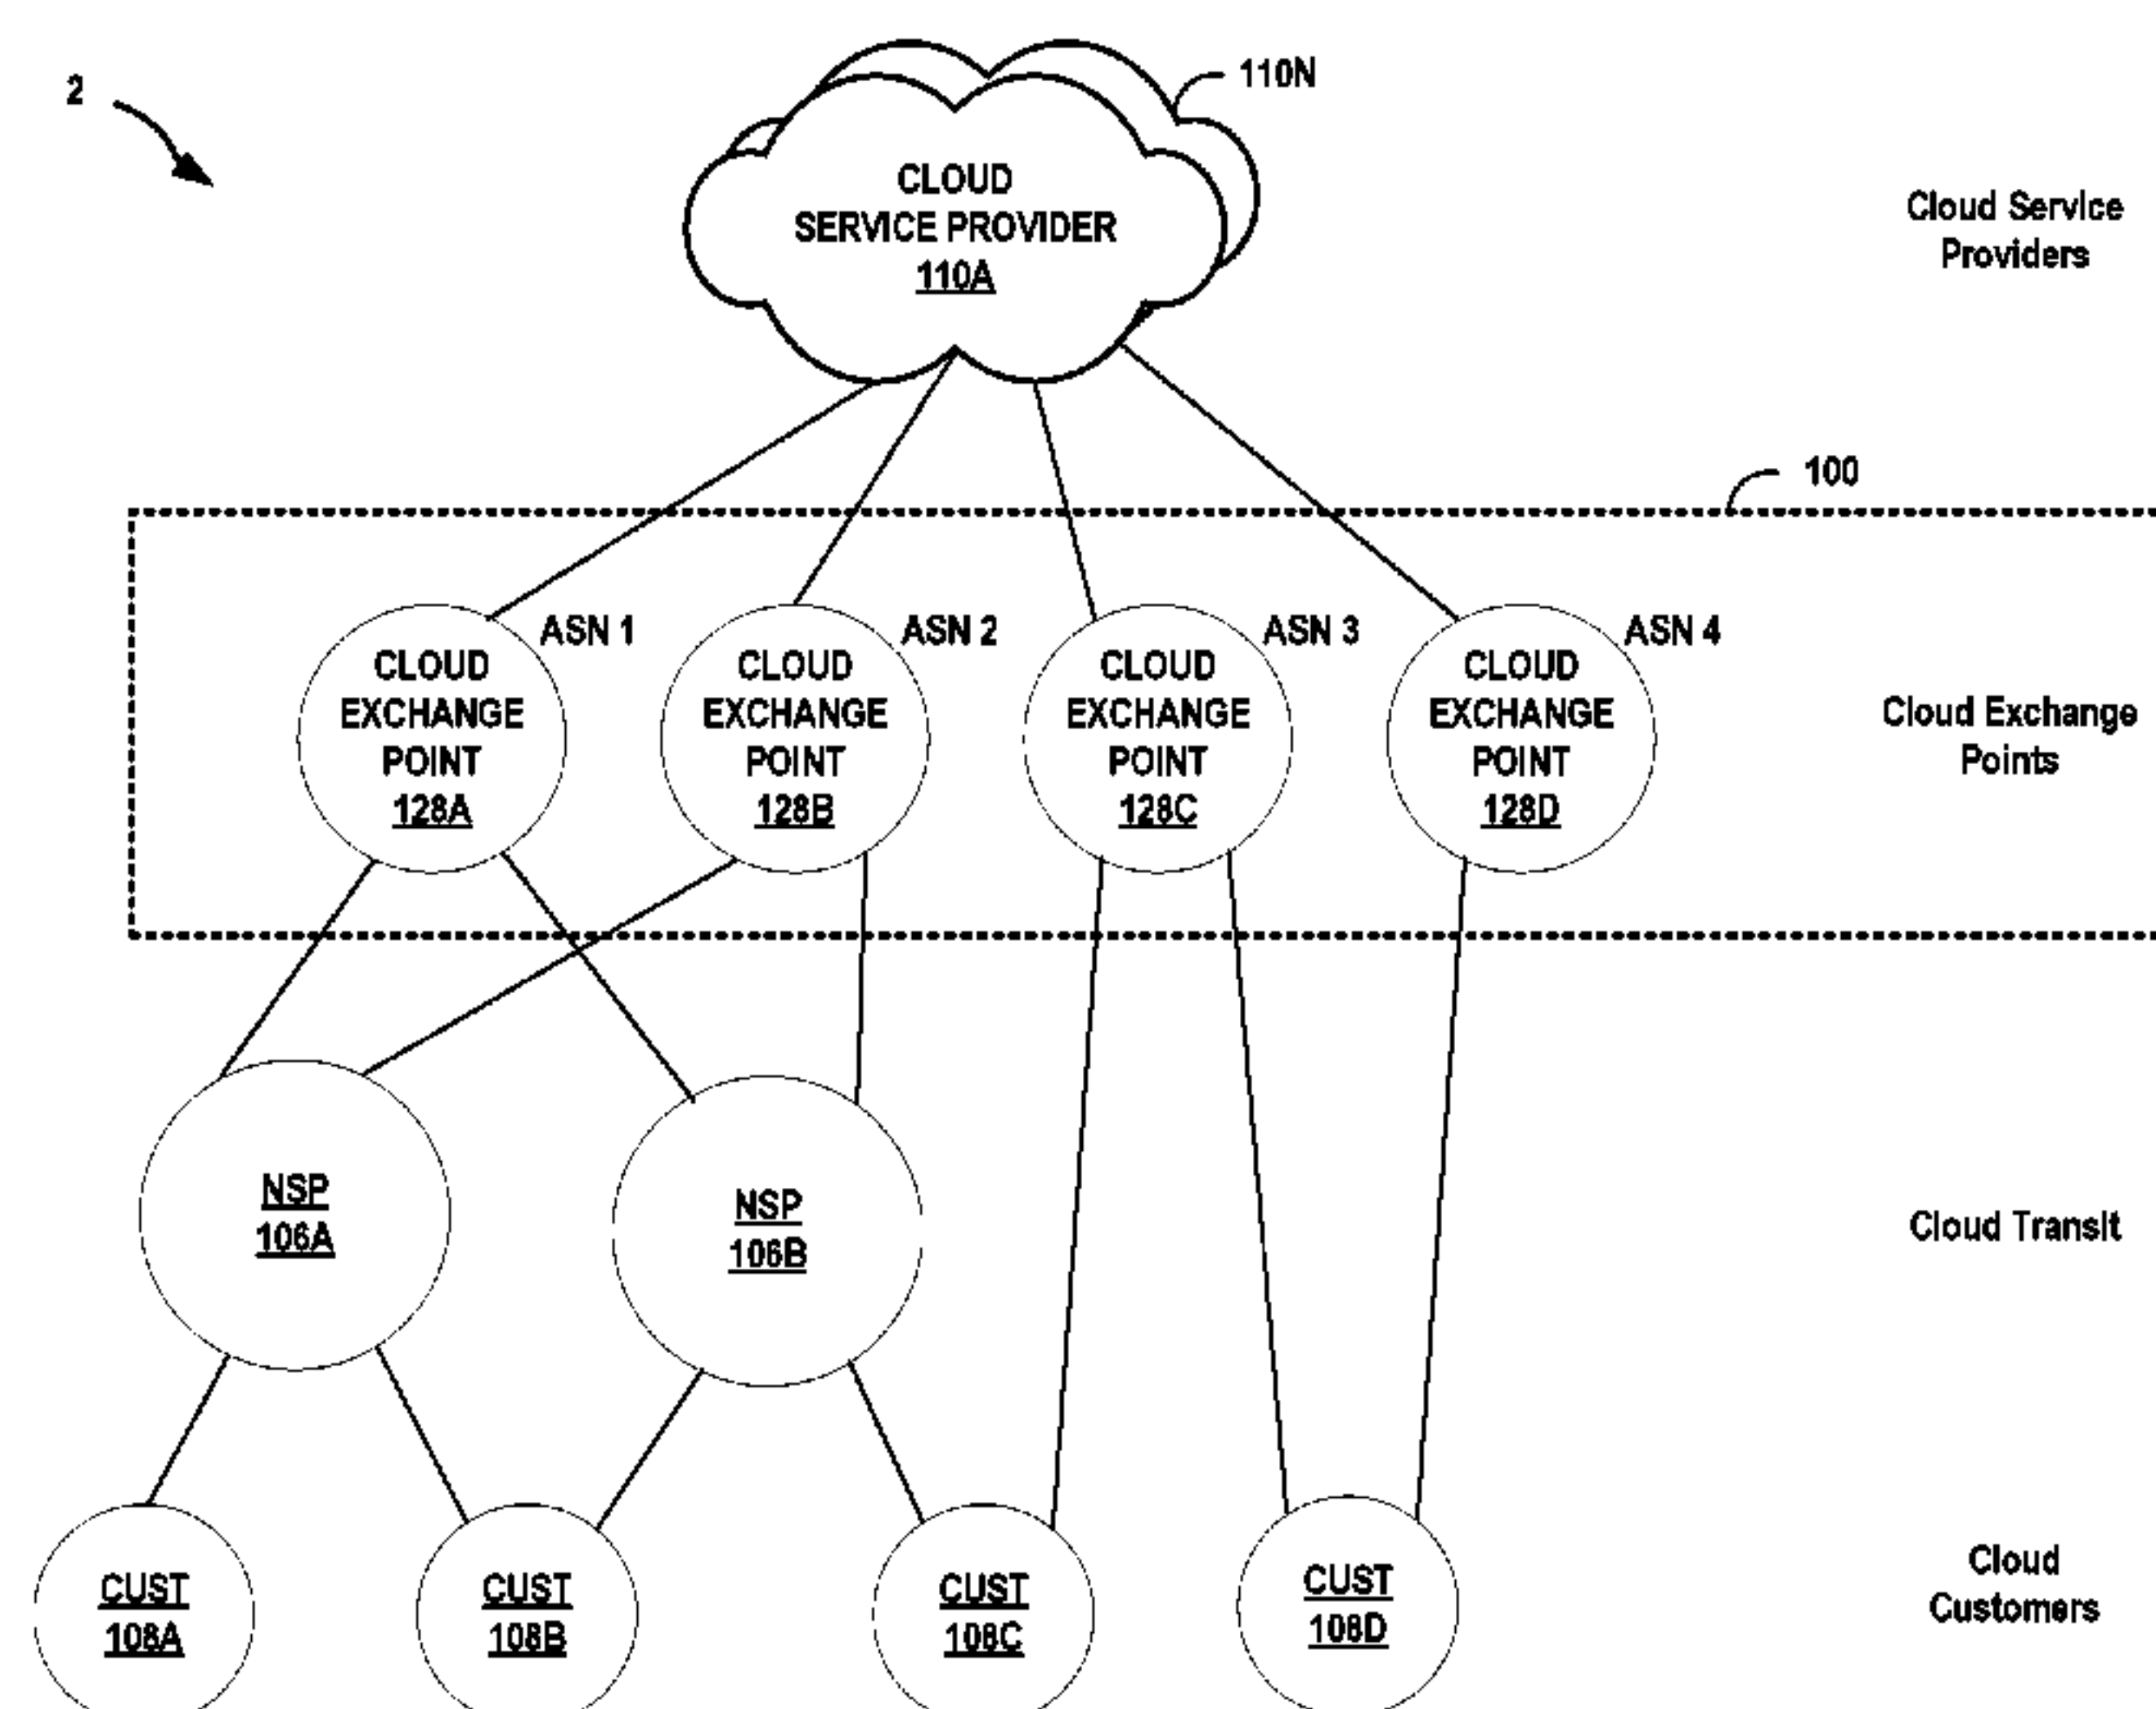 2
110N
CLOUD
SERVICE PROVIDER
110A
Cloud Service
Providers
100
ASN 1
ASN 2
ASN 3
ASN 4
CLOUD
EXCHANGE
POINT
128A
CLOUD
EXCHANGE
POINT
128B
CLOUD
EXCHANGE
POINT
128C
CLOUD
EXCHANGE
POINT
128D
Cloud Exchange
Points
NSP
106A
NSP
106B
Cloud Transit
CUST
108A
CUST
108B
CUST
108C
CUST
108D
Cloud
Customers